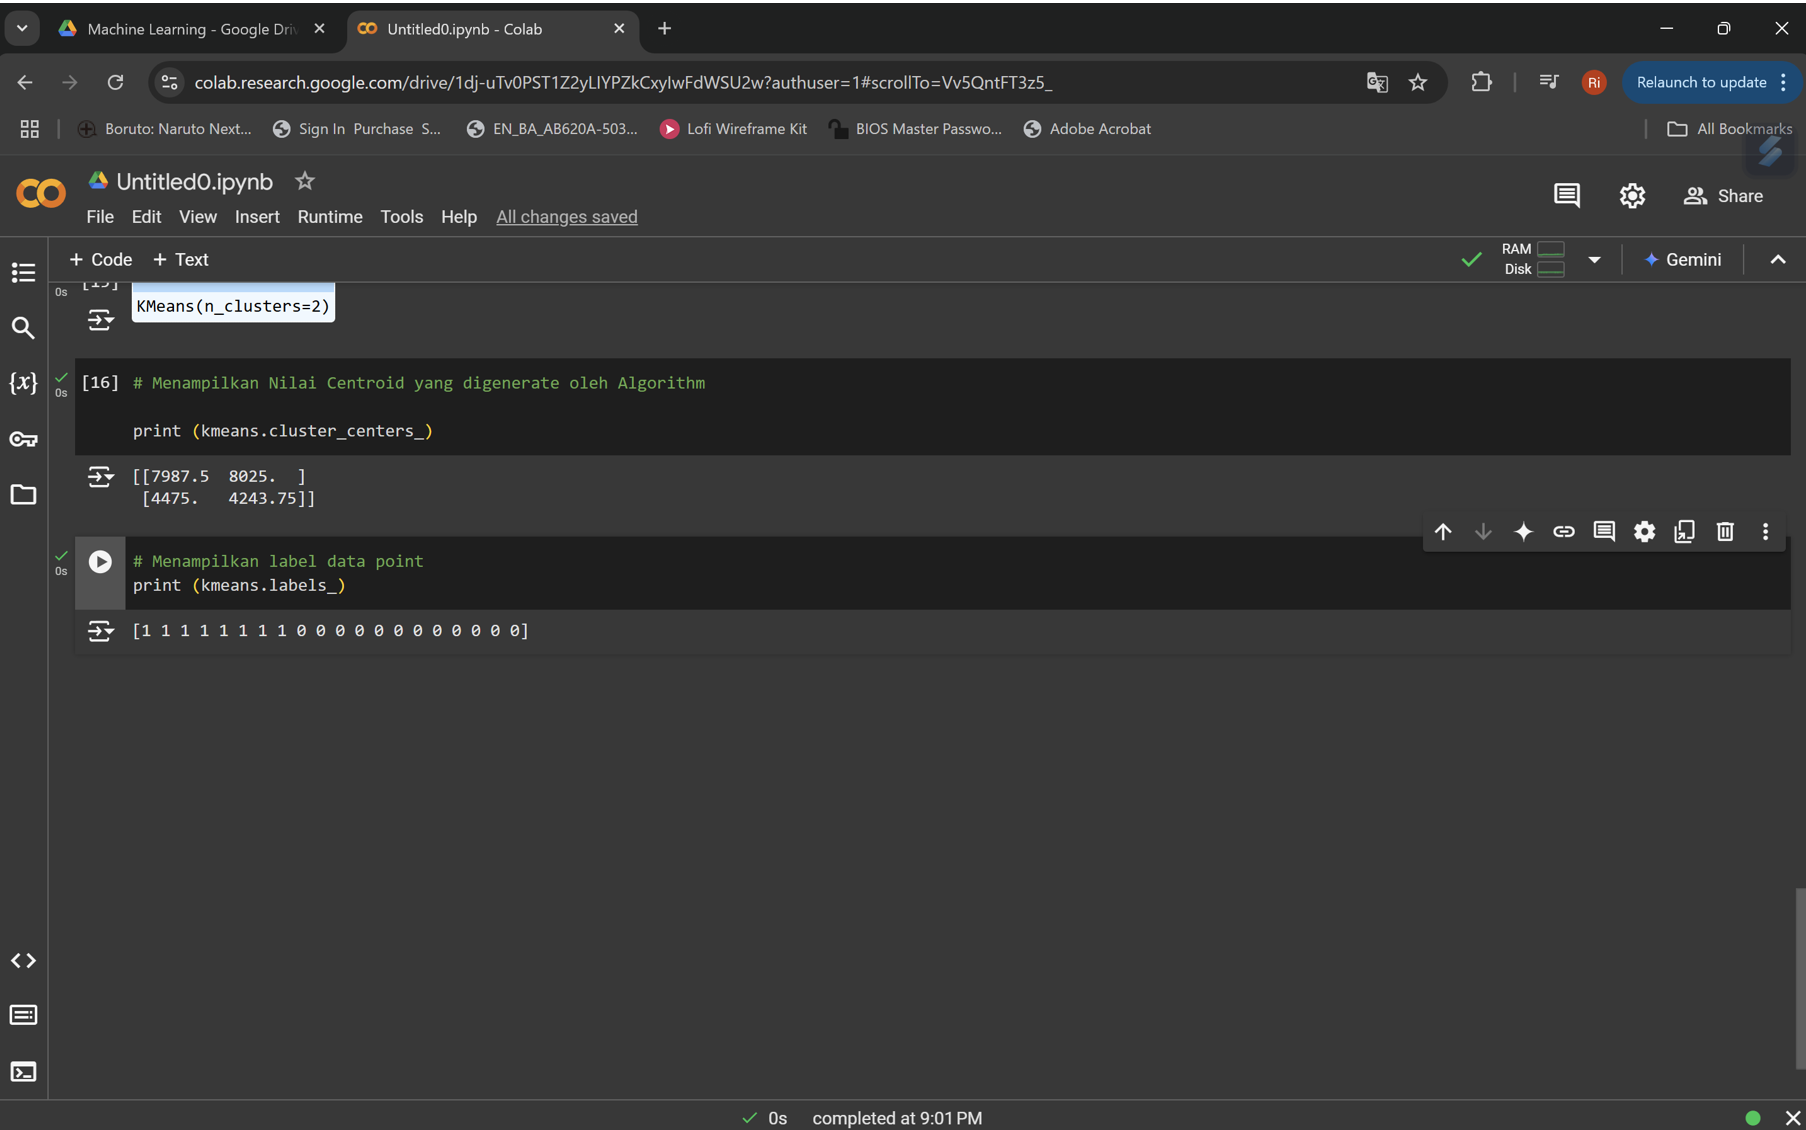 Machine Learning - Google Driv
Untitled0.ipynb - Colab
colab.research.google.com/drive/1dj-uTv0PST1Z2yLIYPZkCxyIwFdWSU2w?authuser=1#scrollTo=Vv5QntFT3z5_
Ri
Relaunch to update
Boruto: Naruto Next...
Sign In Purchase S...
EN_BA_AB620A-503...
Lofi Wireframe Kit
BIOS Master Passwo...
Adobe Acrobat
All Bookmarks
Untitled0.ipynb
File Edit View Insert Runtime Tools Help All changes saved
Share
+ Code + Text
RAM
Disk
Gemini
0s
[15]
KMeans(n_clusters=2)
{x}
0s
[16] # Menampilkan Nilai Centroid yang digenerate oleh Algorithm
print (kmeans.cluster_centers_)
[[7987.5  8025.  ]
[4475.   4243.75]]
0s
# Menampilkan label data point
print (kmeans.labels_)
[1 1 1 1 1 1 1 1 0 0 0 0 0 0 0 0 0 0 0 0]
0s completed at 9:01 PM